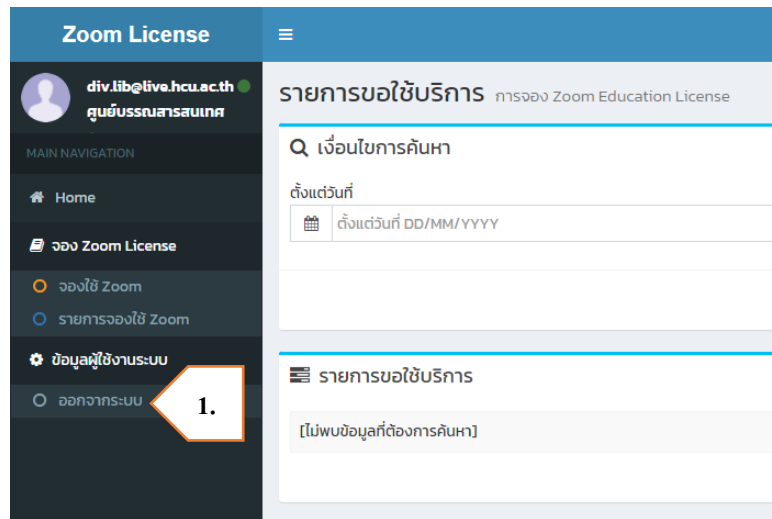 Zoom License
div.lib@live.hcu.ac.th
ศูนย์บรรณสารสนเทศ
MAIN NAVIGATION
Home
จอง Zoom License
จองใช้ Zoom
รายการจองใช้ Zoom
ข้อมูลผู้ใช้งานระบบ
ออกจากระบบ
1.
รายการขอใช้บริการ การจอง Zoom Education License
เงื่อนไขการค้นหา
ตั้งแต่วันที่
ตั้งแต่วันที่ DD/MM/YYYY
รายการขอใช้บริการ
[ไม่พบข้อมูลที่ต้องการค้นหา]